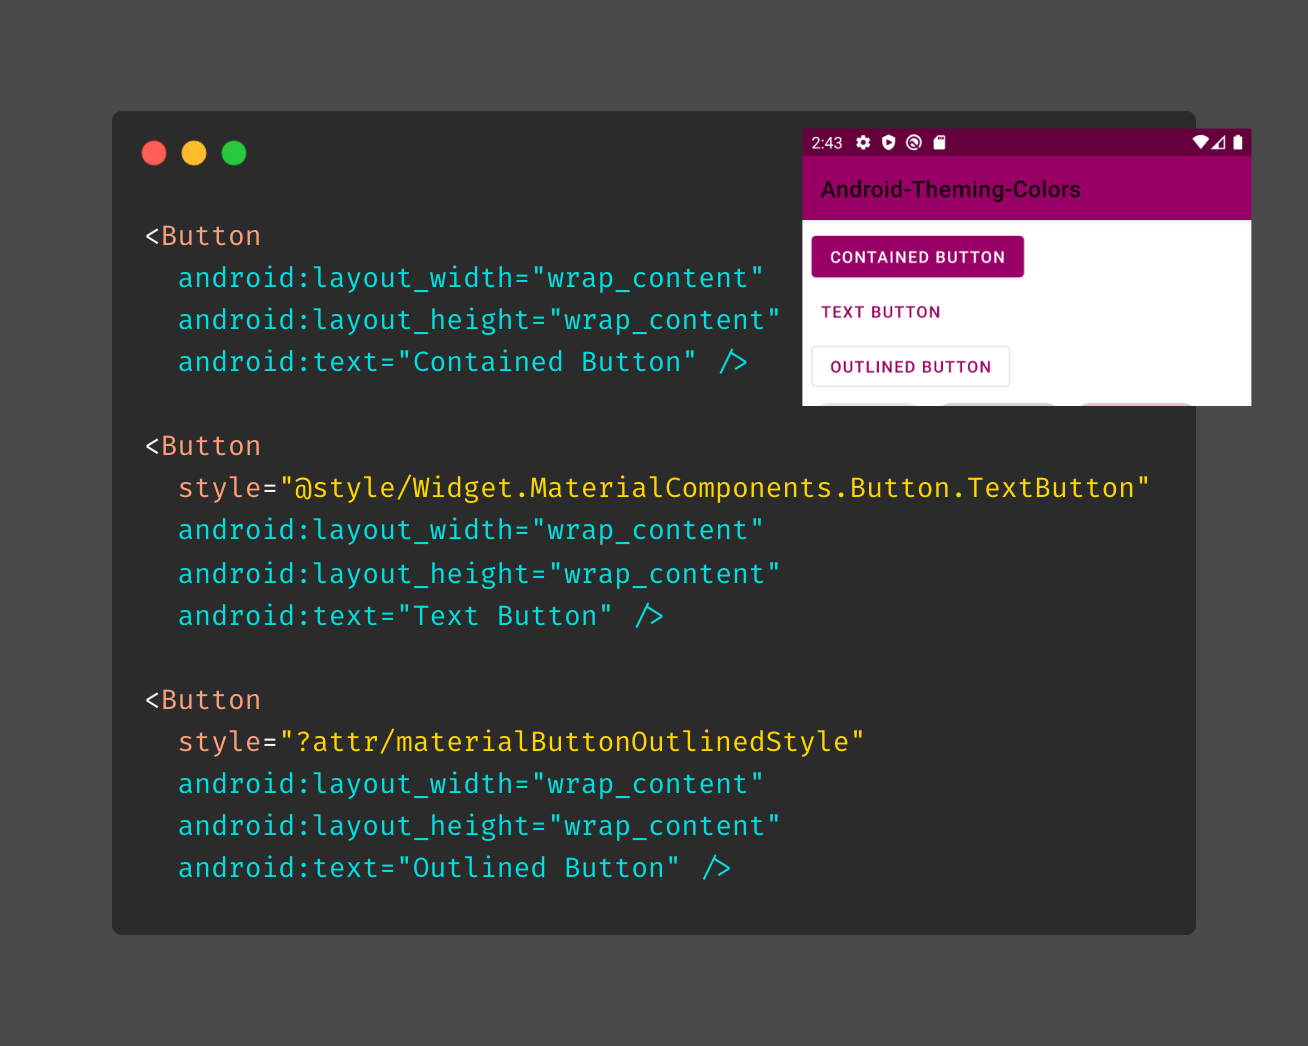 2:43
Android-Theming-Colors
CONTAINED BUTTON
TEXT BUTTON
OUTLINED BUTTON
<Button
android:layout_width="wrap_content"
android:layout_height="wrap_content"
android:text="Contained Button" />
<Button
style="@style/Widget.MaterialComponents.Button.TextButton"
android:layout_width="wrap_content"
android:layout_height="wrap_content"
android:text="Text Button" />
<Button
style="?attr/materialButtonOutlinedStyle"
android:layout_width="wrap_content"
android:layout_height="wrap_content"
android:text="Outlined Button" />